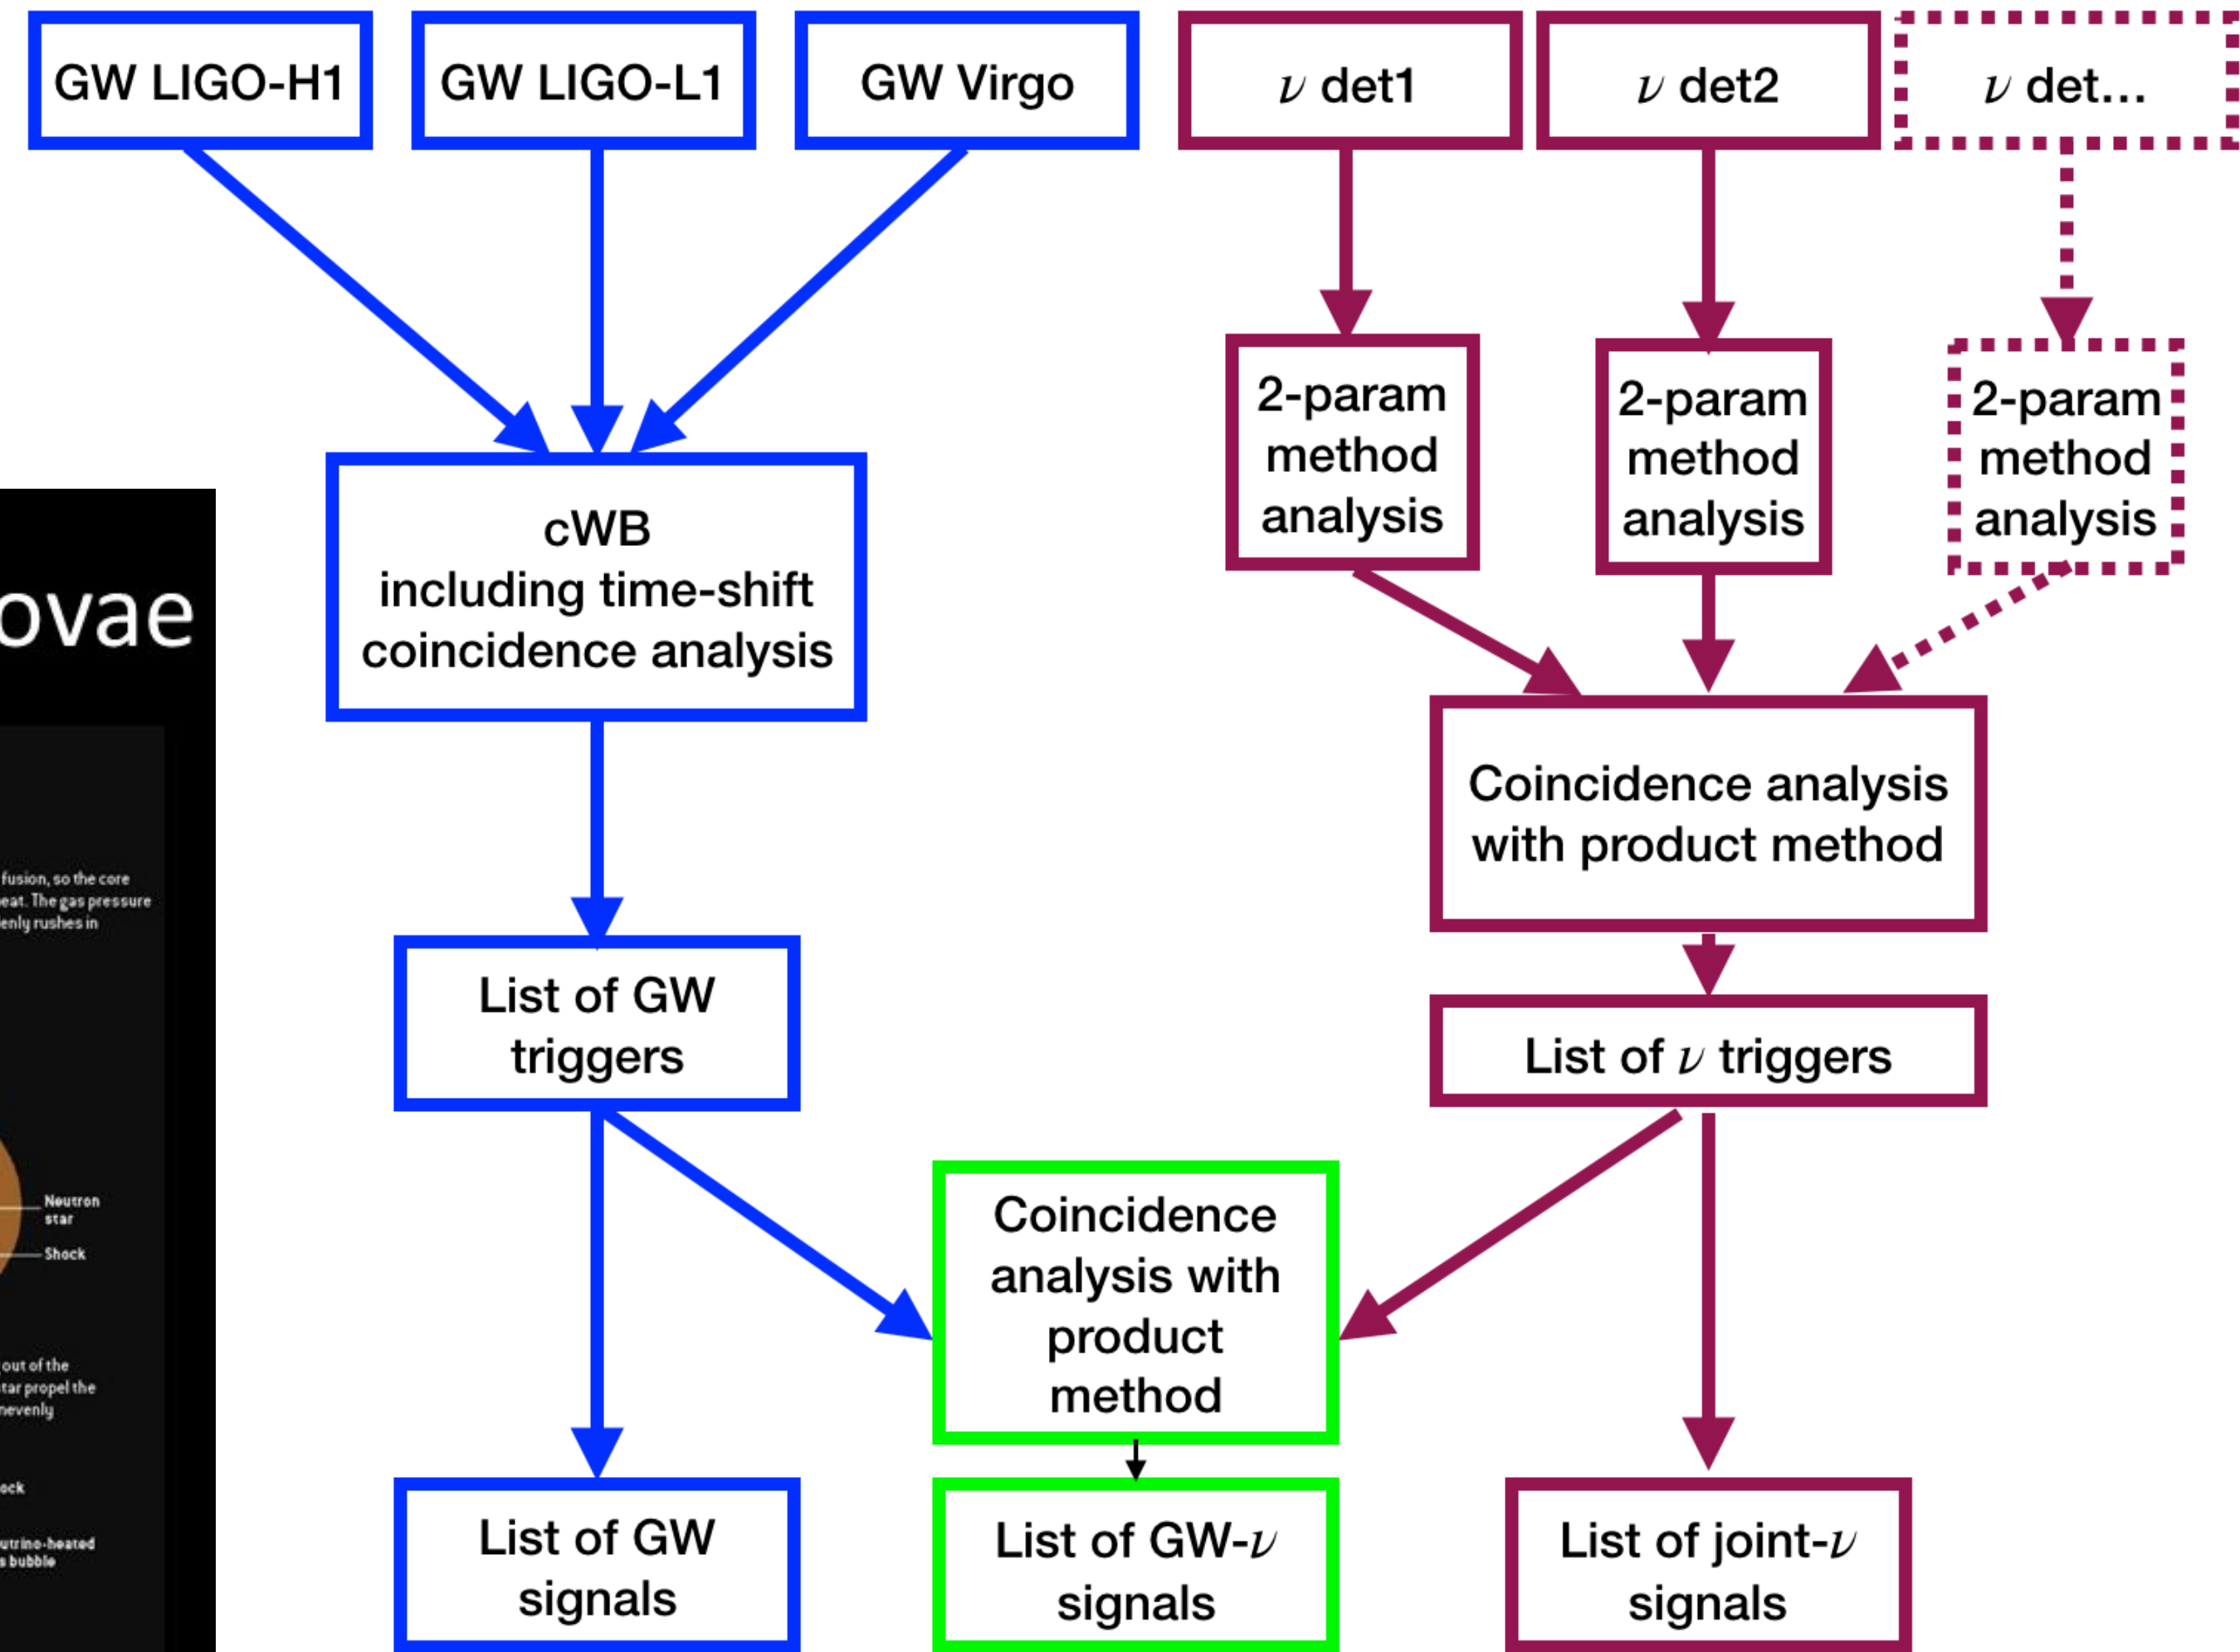 GW LIGO-H1
GW LIGO-L1
GW Virgo
ν det1
ν det2
ν det...
2-param
method
analysis
2-param
method
analysis
2-param
method
analysis
cWB
including time-shift
coincidence analysis
Coincidence analysis
with product method
List of GW
triggers
List of ν triggers
Coincidence
analysis with
product
method
List of GW
signals
List of GW-ν
signals
List of joint-ν
signals
ovae
fusion, so the core
eat. The gas pressure
enly rushes in
Neutron
star
Shock
out of the
tar propel the
nevenly
ock
utrino-heated
s bubble